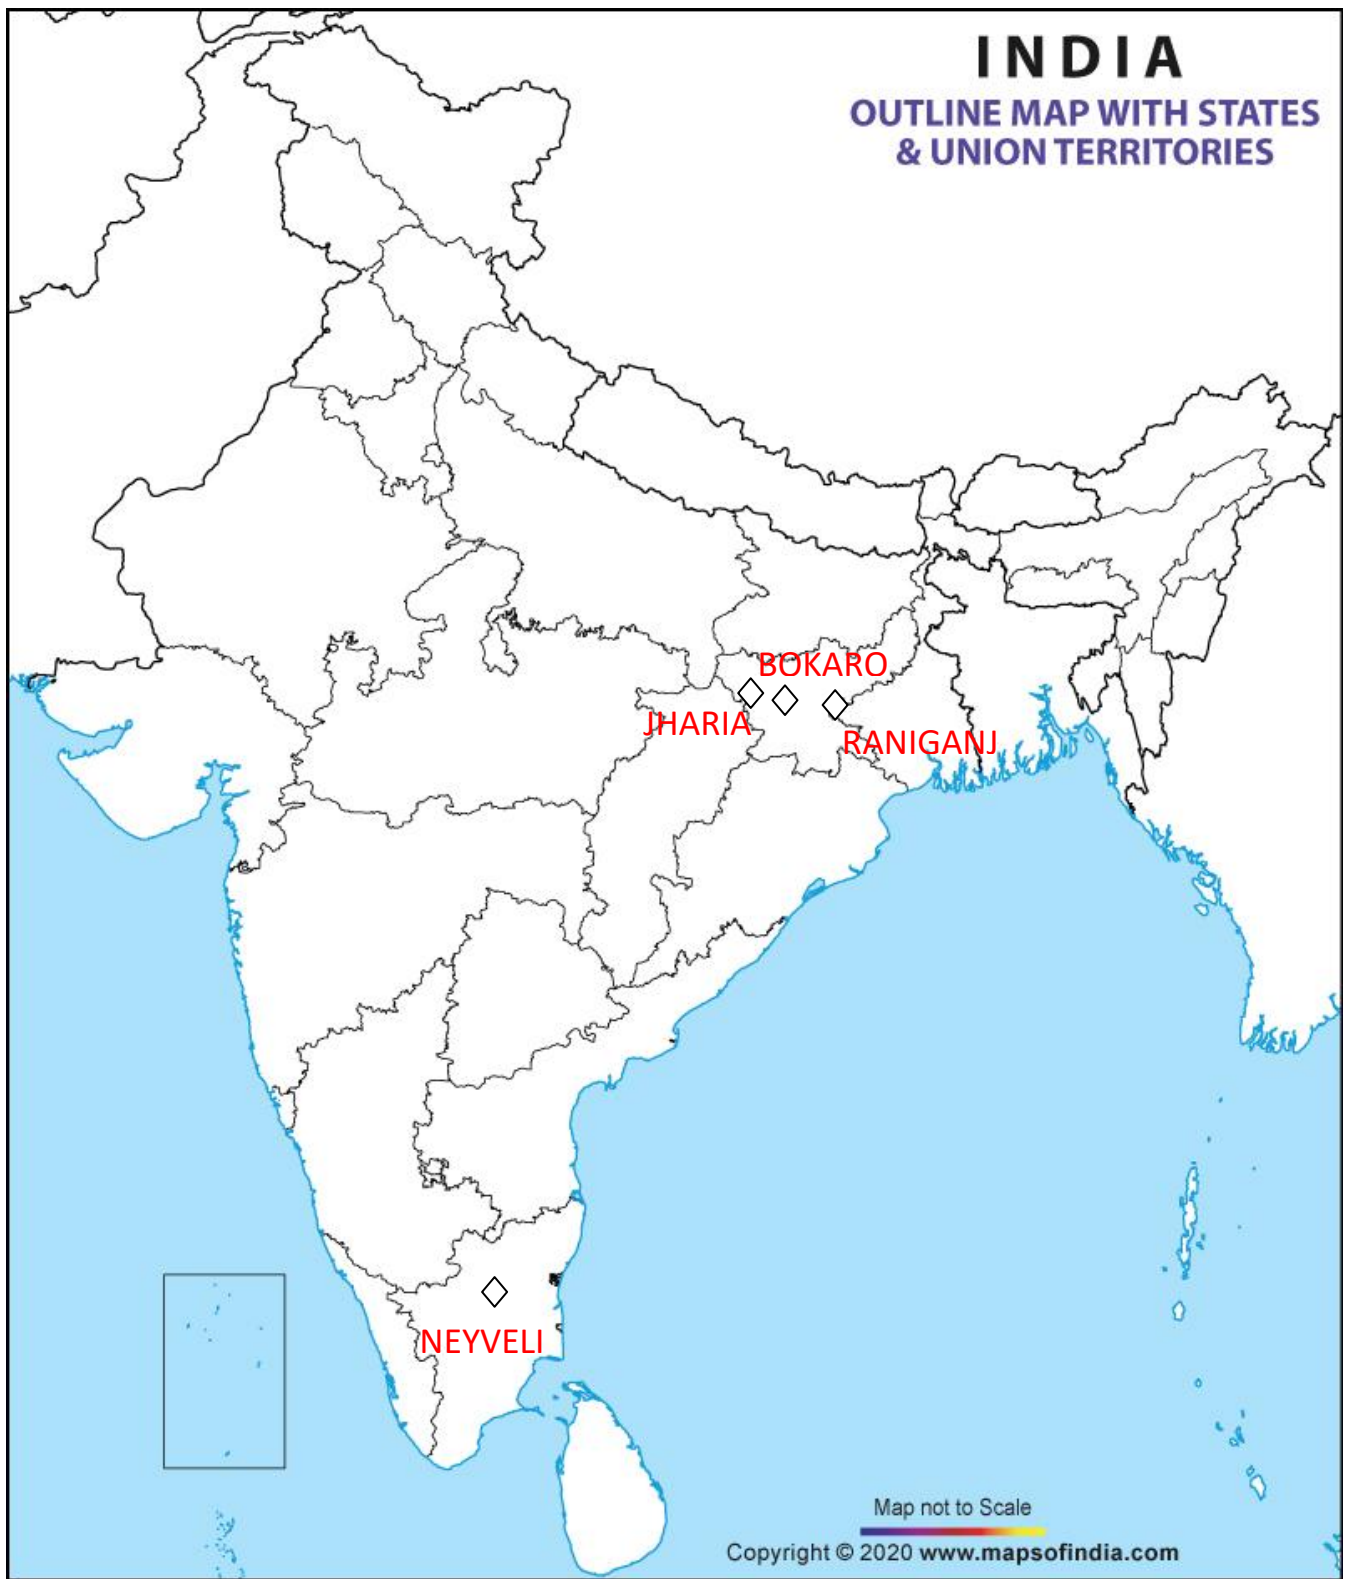 INDIA
OUTLINE MAP WITH STATES
& UNION TERRITORIES
BOKARO
JHARIA
RANIGANJ
NEYVELI
Map not to Scale
Copyright © 2020 www.mapsofindia.com